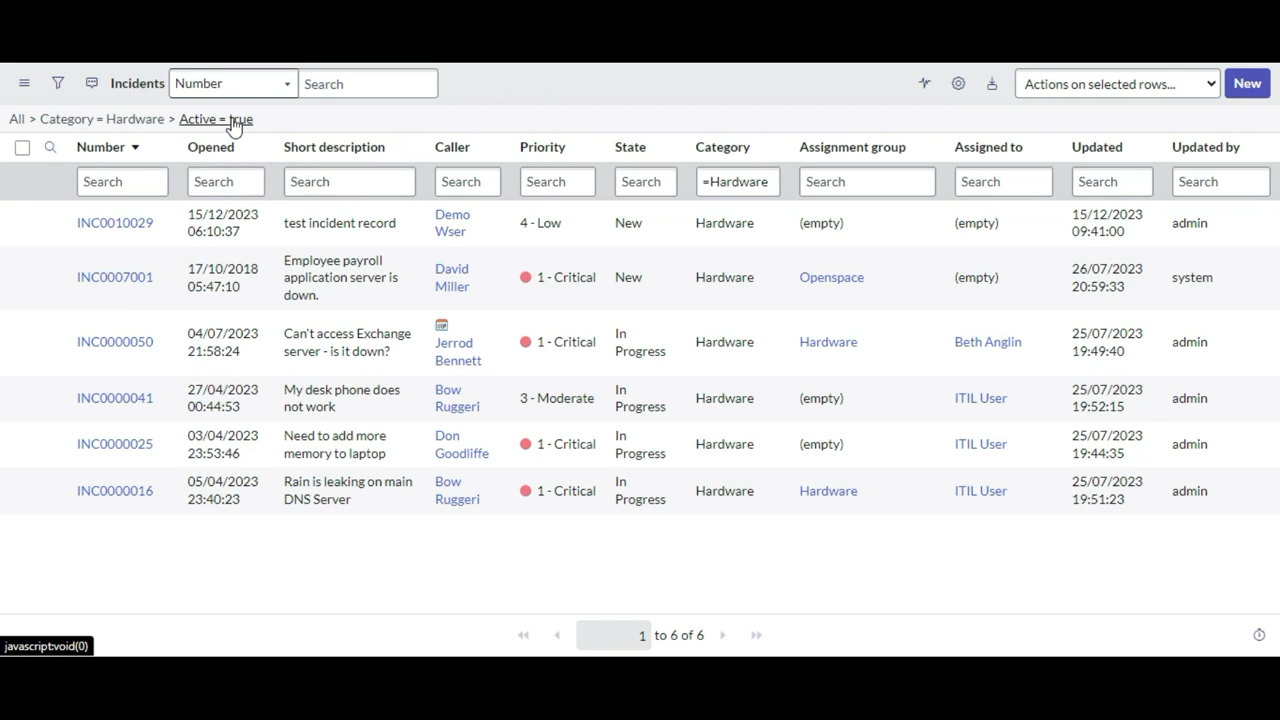 Incidents Number Search Actions on selected rows... New
All > Category = Hardware > Active = true
Number Opened Short description Caller Priority State Category Assignment group Assigned to Updated Updated by
Search Search Search Search Search Search =Hardware Search Search Search Search
INC0010029 15/12/2023 06:10:37 test incident record Demo Wser 4 - Low New Hardware (empty) (empty) 15/12/2023 09:41:00 admin
INC0007001 17/10/2018 05:47:10 Employee payroll application server is down. David Miller 1 - Critical New Hardware Openspace (empty) 26/07/2023 20:59:33 system
INC0000050 04/07/2023 21:58:24 Can't access Exchange server - is it down? VIP Jerrod Bennett 1 - Critical In Progress Hardware Hardware Beth Anglin 25/07/2023 19:49:40 admin
INC0000041 27/04/2023 00:44:53 My desk phone does not work Bow Ruggeri 3 - Moderate In Progress Hardware (empty) ITIL User 25/07/2023 19:52:15 admin
INC0000025 03/04/2023 23:53:46 Need to add more memory to laptop Don Goodliffe 1 - Critical In Progress Hardware (empty) ITIL User 25/07/2023 19:44:35 admin
INC0000016 05/04/2023 23:40:23 Rain is leaking on main DNS Server Bow Ruggeri 1 - Critical In Progress Hardware Hardware ITIL User 25/07/2023 19:51:23 admin
1 to 6 of 6
javascript:void(0)